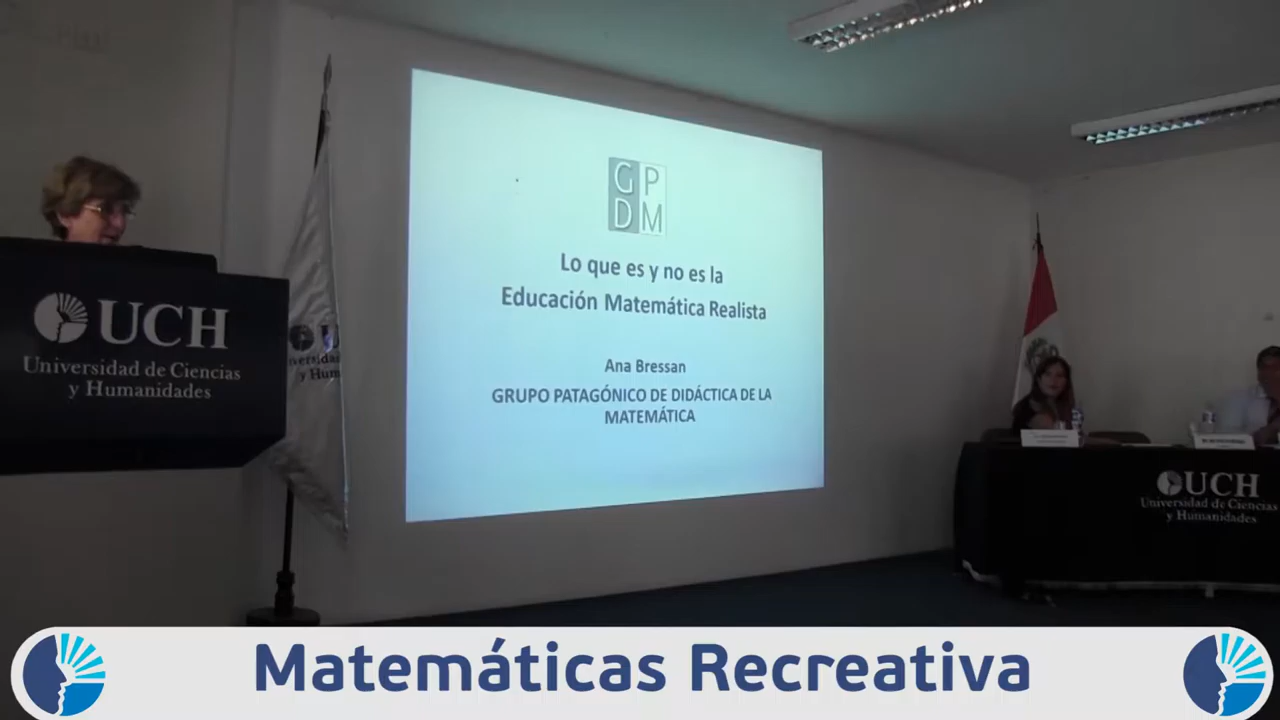 GP
DM
Lo que es y no es la
Educación Matemática Realista
Ana Bressan
GRUPO PATAGÓNICO DE DIDÁCTICA DE LA
MATEMÁTICA
UCH
Universidad de Ciencias
y Humanidades
UCH
Universidad de Ciencias
y Humanidades
Matemáticas Recreativa